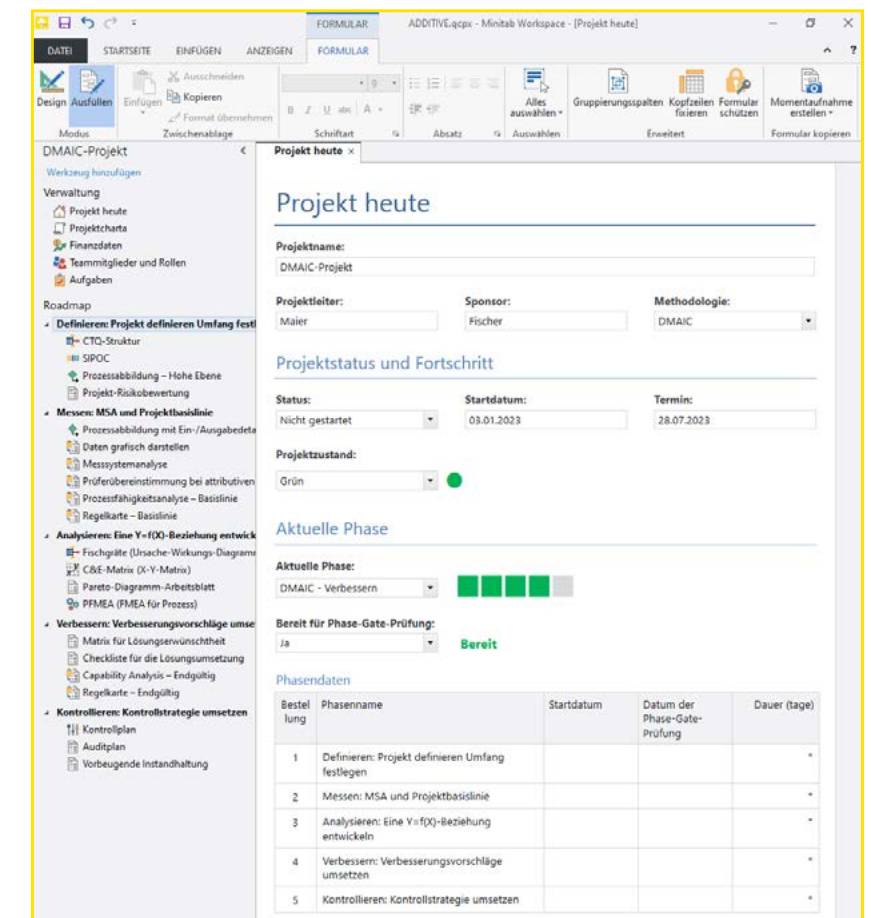 FORMULAR ADDITIVE.qcpx - Minitab Workspace - [Projekt heute]
DATEI STARTSEITE EINFÜGEN ANZEIGEN FORMULAR ?
Design Ausfüllen
Modus
Einfügen
Ausschneiden
Kopieren
Format übernehmen
Zwischenablage
9
B I U abc A
Schriftart
Absatz
Alles
auswählen
Auswählen
Gruppierungsspalten
Kopfzeilen
fixieren
Formular
schützen
Erweitert
Momentaufnahme
erstellen
Formular kopieren
DMAIC-Projekt
Werkzeug hinzufügen
Verwaltung
Projekt heute
Projektcharta
Finanzdaten
Teammitglieder und Rollen
Aufgaben
Roadmap
Definieren: Projekt definieren Umfang festl
CTQ-Struktur
SIPOC
Prozessabbildung – Hohe Ebene
Projekt-Risikobewertung
Messen: MSA und Projektbasislinie
Prozessabbildung mit Ein-/Ausgabedeta
Daten grafisch darstellen
Messsystemanalyse
Prüferübereinstimmung bei attributiven
Prozessfähigkeitsanalyse – Basislinie
Regelkarte – Basislinie
Analysieren: Eine Y=f(X)-Beziehung entwick
Fischgräte (Ursache-Wirkungs-Diagramm
C&E-Matrix (X-Y-Matrix)
Pareto-Diagramm-Arbeitsblatt
PFMEA (FMEA für Prozess)
Verbessern: Verbesserungsvorschläge umse
Matrix für Lösungserwünschtheit
Checkliste für die Lösungsumsetzung
Capability Analysis – Endgültig
Regelkarte – Endgültig
Kontrollieren: Kontrollstrategie umsetzen
Kontrollplan
Auditplan
Vorbeugende Instandhaltung
Projekt heute ×
Projekt heute
Projektname:
DMAIC-Projekt
Projektleiter: Sponsor: Methodologie:
Maier Fischer DMAIC
Projektstatus und Fortschritt
Status: Startdatum: Termin:
Nicht gestartet 03.01.2023 28.07.2023
Projektzustand:
Grün
Aktuelle Phase
Aktuelle Phase:
DMAIC - Verbessern
Bereit für Phase-Gate-Prüfung:
Ja Bereit
Phasendaten
Bestel
lung
Phasenname
Startdatum
Datum der
Phase-Gate-
Prüfung
Dauer (tage)
1 Definieren: Projekt definieren Umfang *
festlegen
2 Messen: MSA und Projektbasislinie *
3 Analysieren: Eine Y=f(X)-Beziehung *
entwickeln
4 Verbessern: Verbesserungsvorschläge *
umsetzen
5 Kontrollieren: Kontrollstrategie umsetzen *